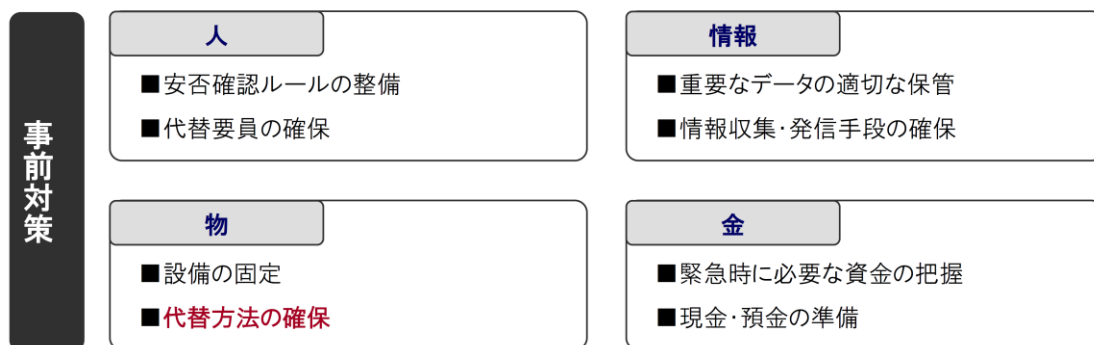 事前対策
人
■安否確認ルールの整備
■代替要員の確保
情報
■重要なデータの適切な保管
■情報収集・発信手段の確保
物
■設備の固定
■代替方法の確保
金
■緊急時に必要な資金の把握
■現金・預金の準備